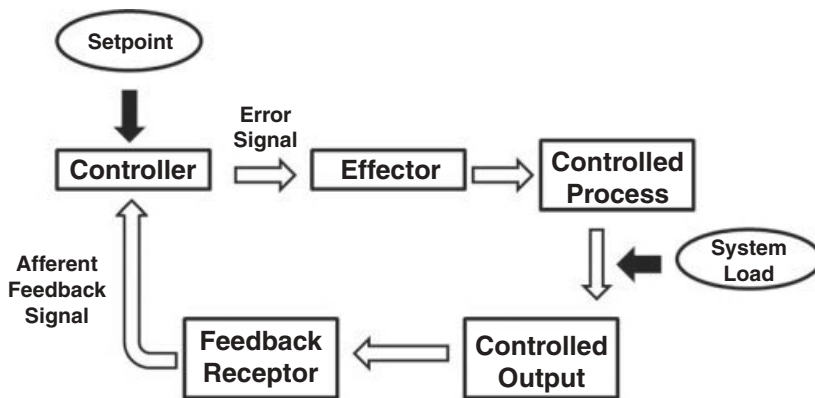 Setpoint
Error
Signal
Controller
Effector
Controlled
Process
System
Load
Afferent
Feedback
Signal
Feedback
Receptor
Controlled
Output